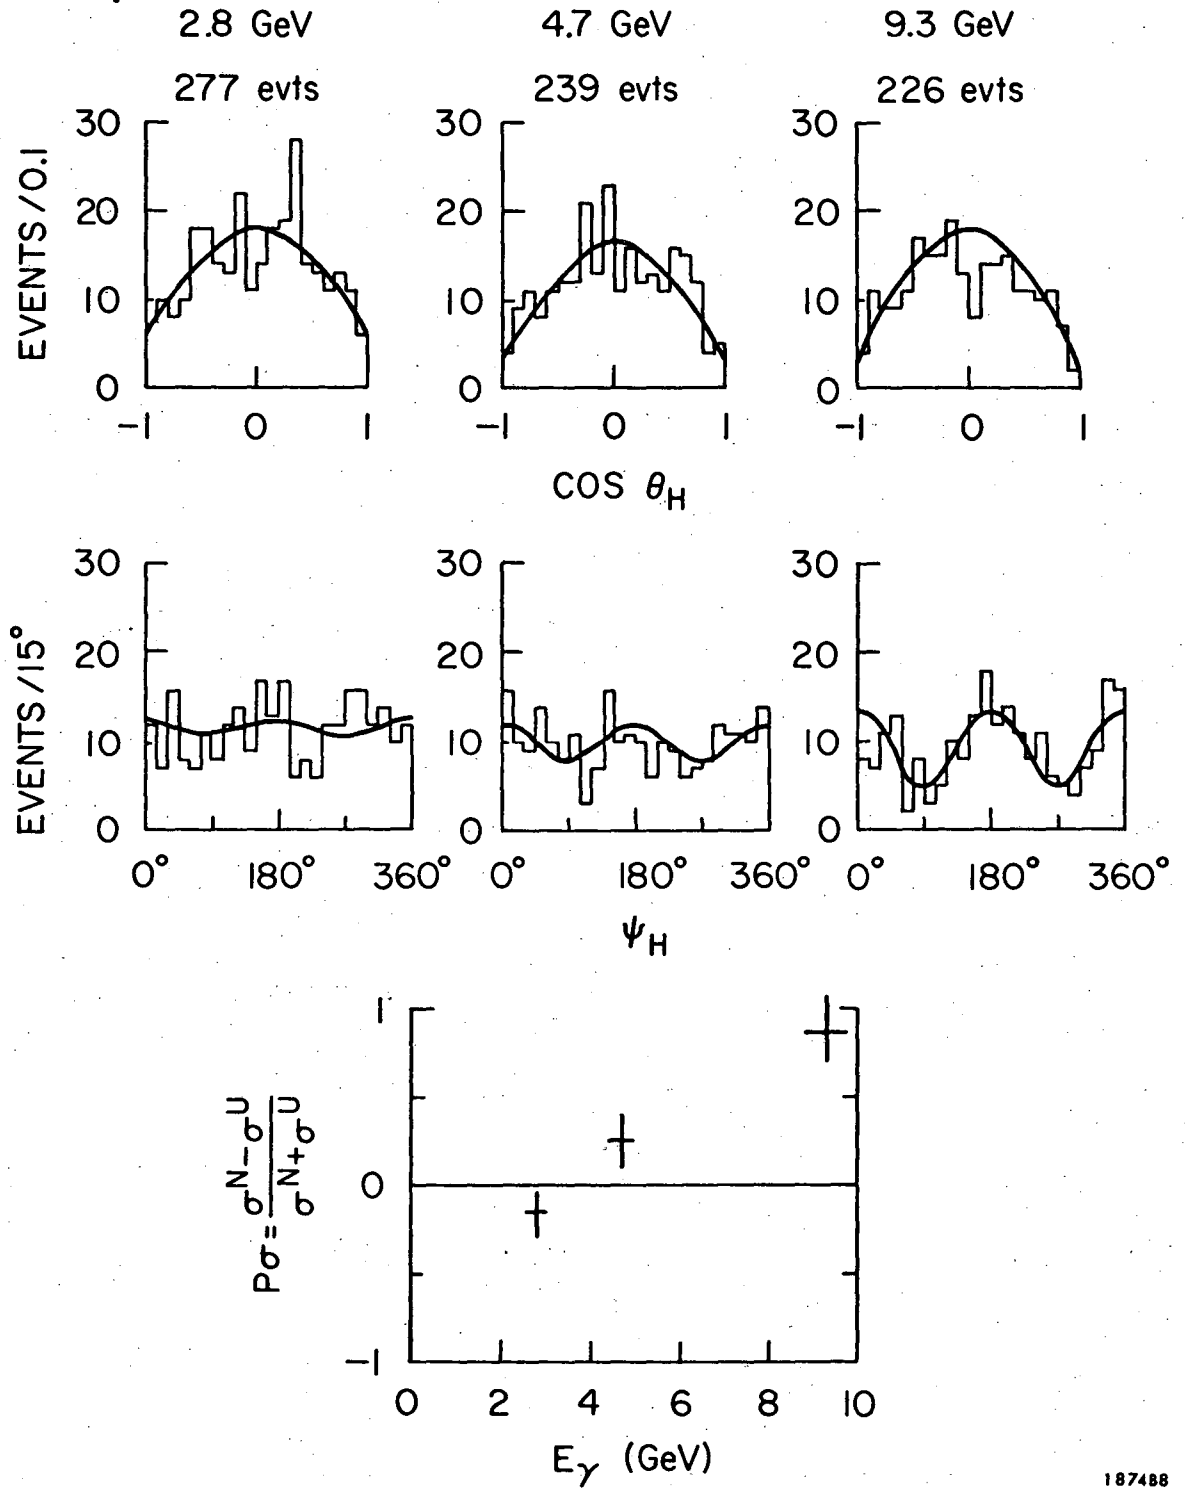 2.8 GeV 4.7 GeV 9.3 GeV
277 evts 239 evts 226 evts
EVENTS/0.1
30 30 30
20 20 20
10 10 10
0 0 0
-1 0 1 -1 0 1 -1 0 1
COS θH
EVENTS/15°
30 30 30
20 20 20
10 10 10
0 0 0
0° 180° 360° 0° 180° 360° 0° 180° 360°
ψH
Pσ = σN-σU / σN+σU
1
0
-1
0 2 4 6 8 10
Eγ (GeV)
1874B8